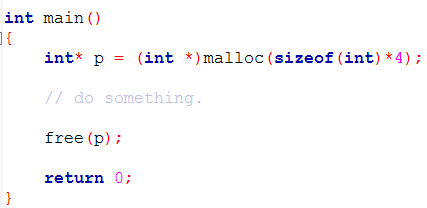 int main()
{
    int* p = (int *)malloc(sizeof(int)*4);
    // do something.
    free(p);
    return 0;
}